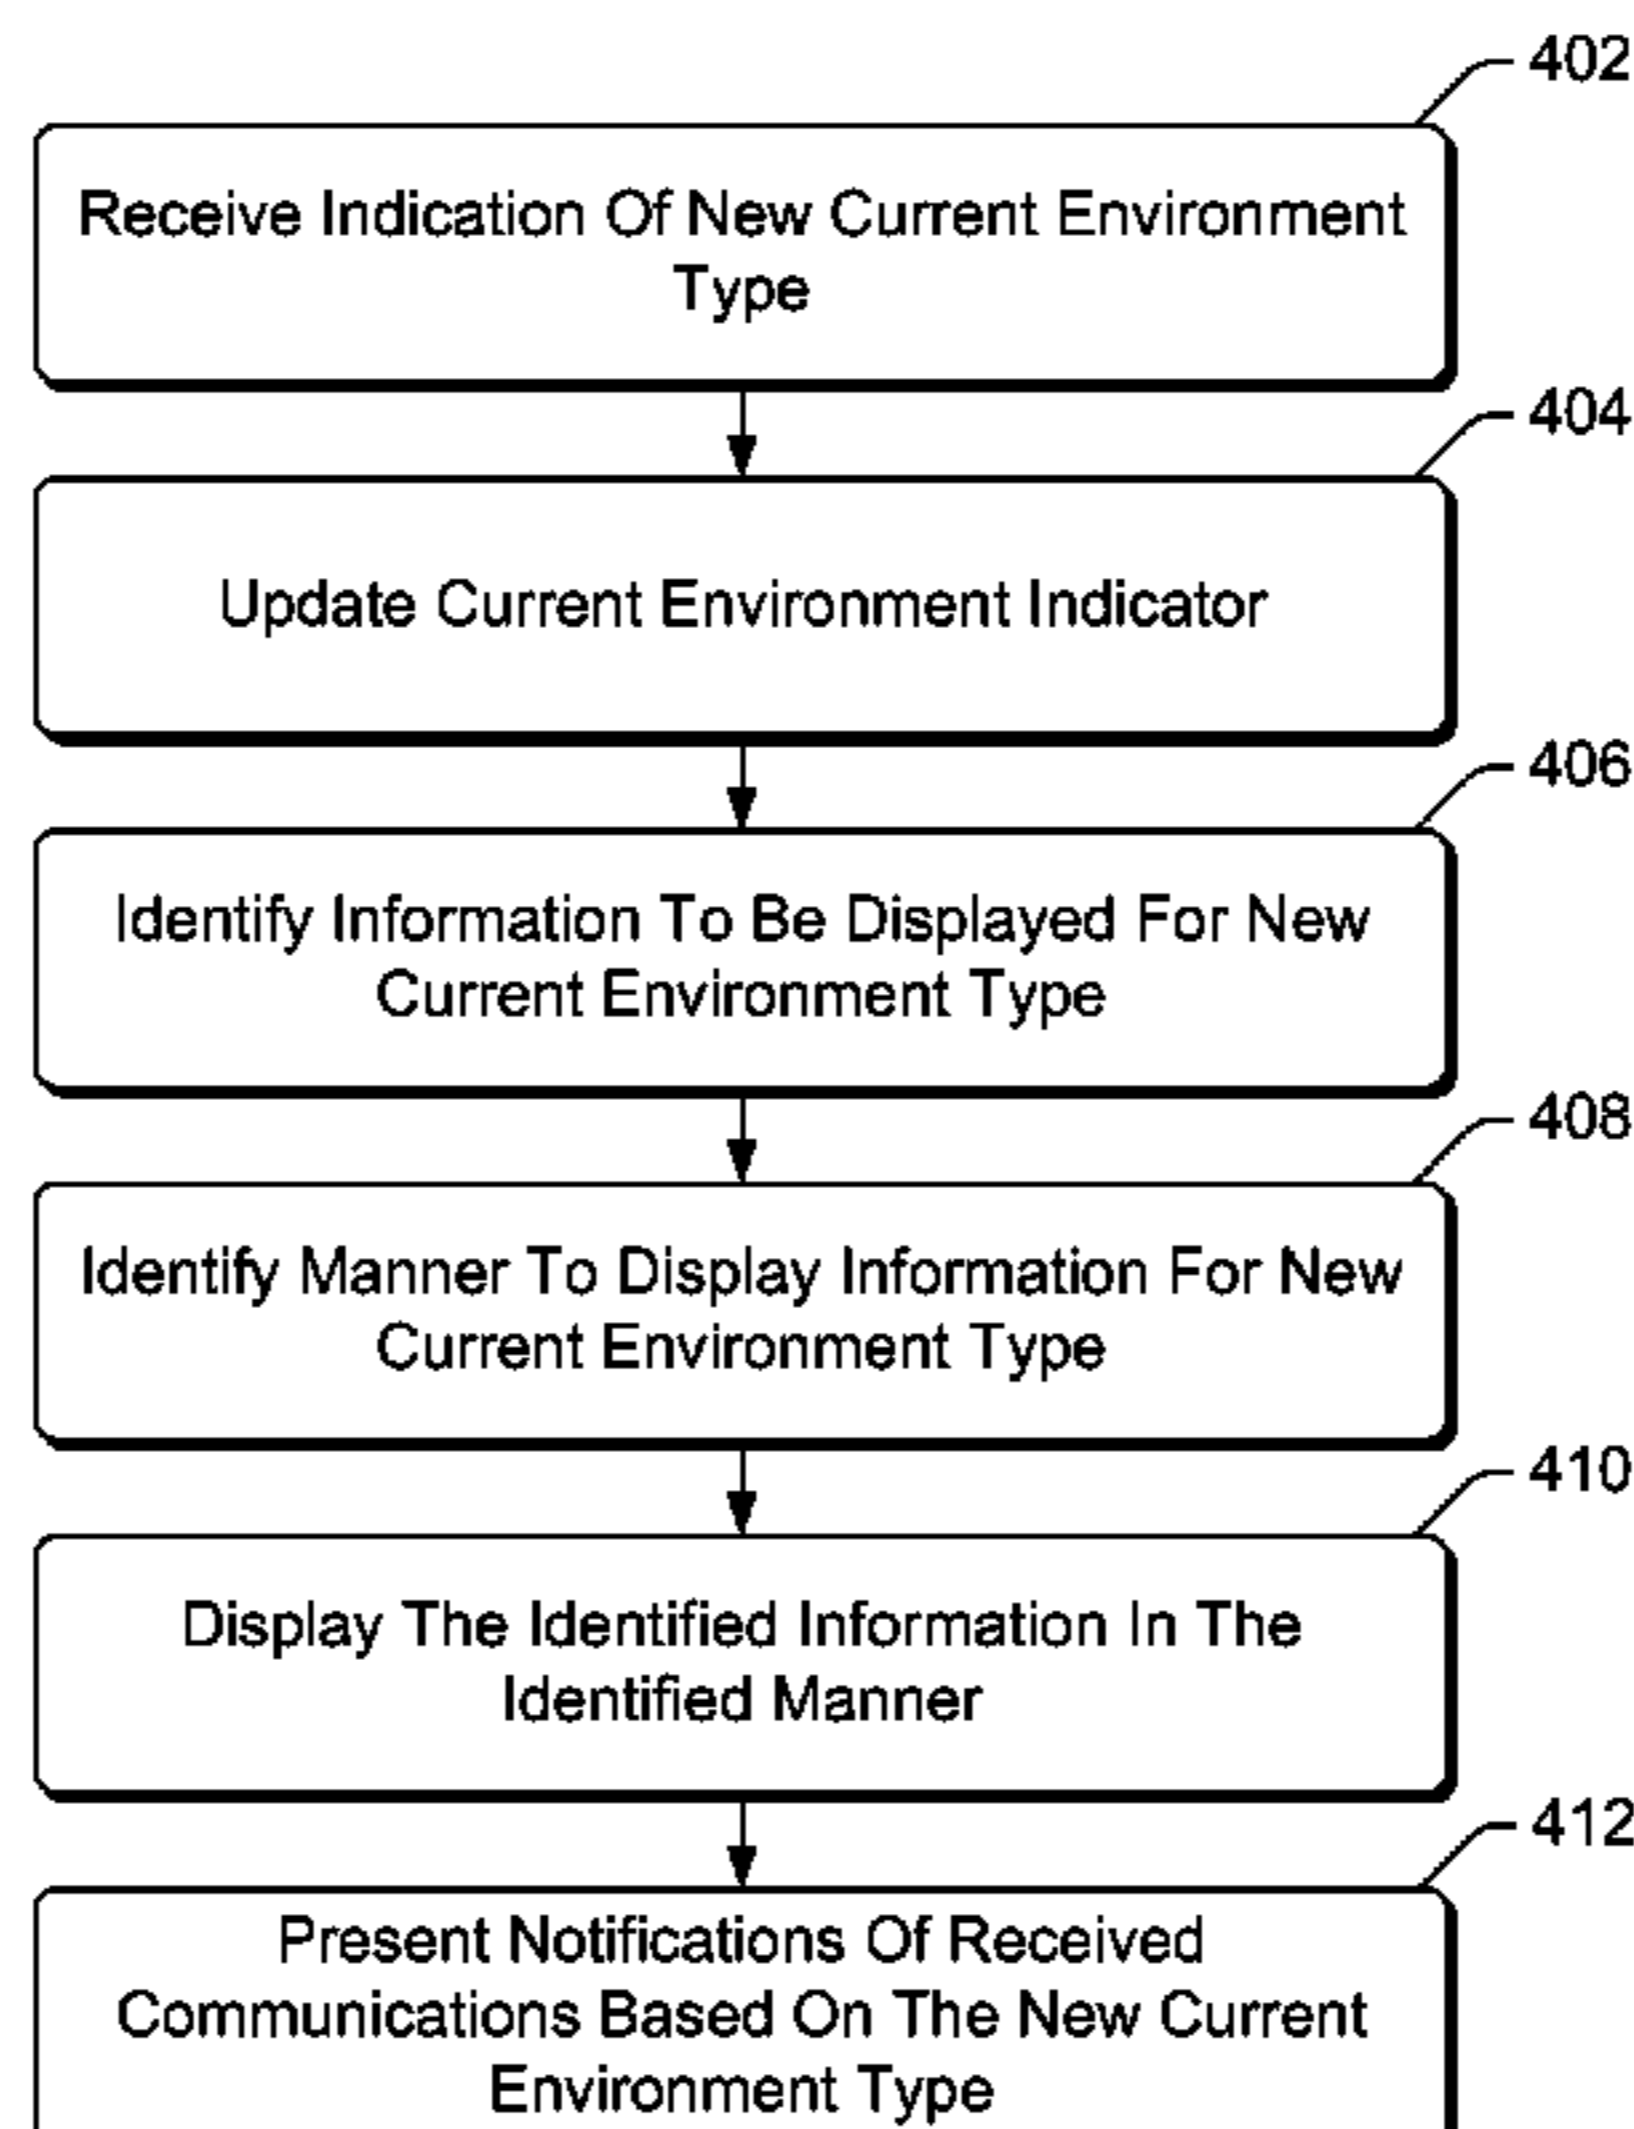 402
Receive Indication Of New Current Environment
Type
404
Update Current Environment Indicator
406
Identify Information To Be Displayed For New
Current Environment Type
408
Identify Manner To Display Information For New
Current Environment Type
410
Display The Identified Information In The
Identified Manner
412
Present Notifications Of Received
Communications Based On The New Current
Environment Type